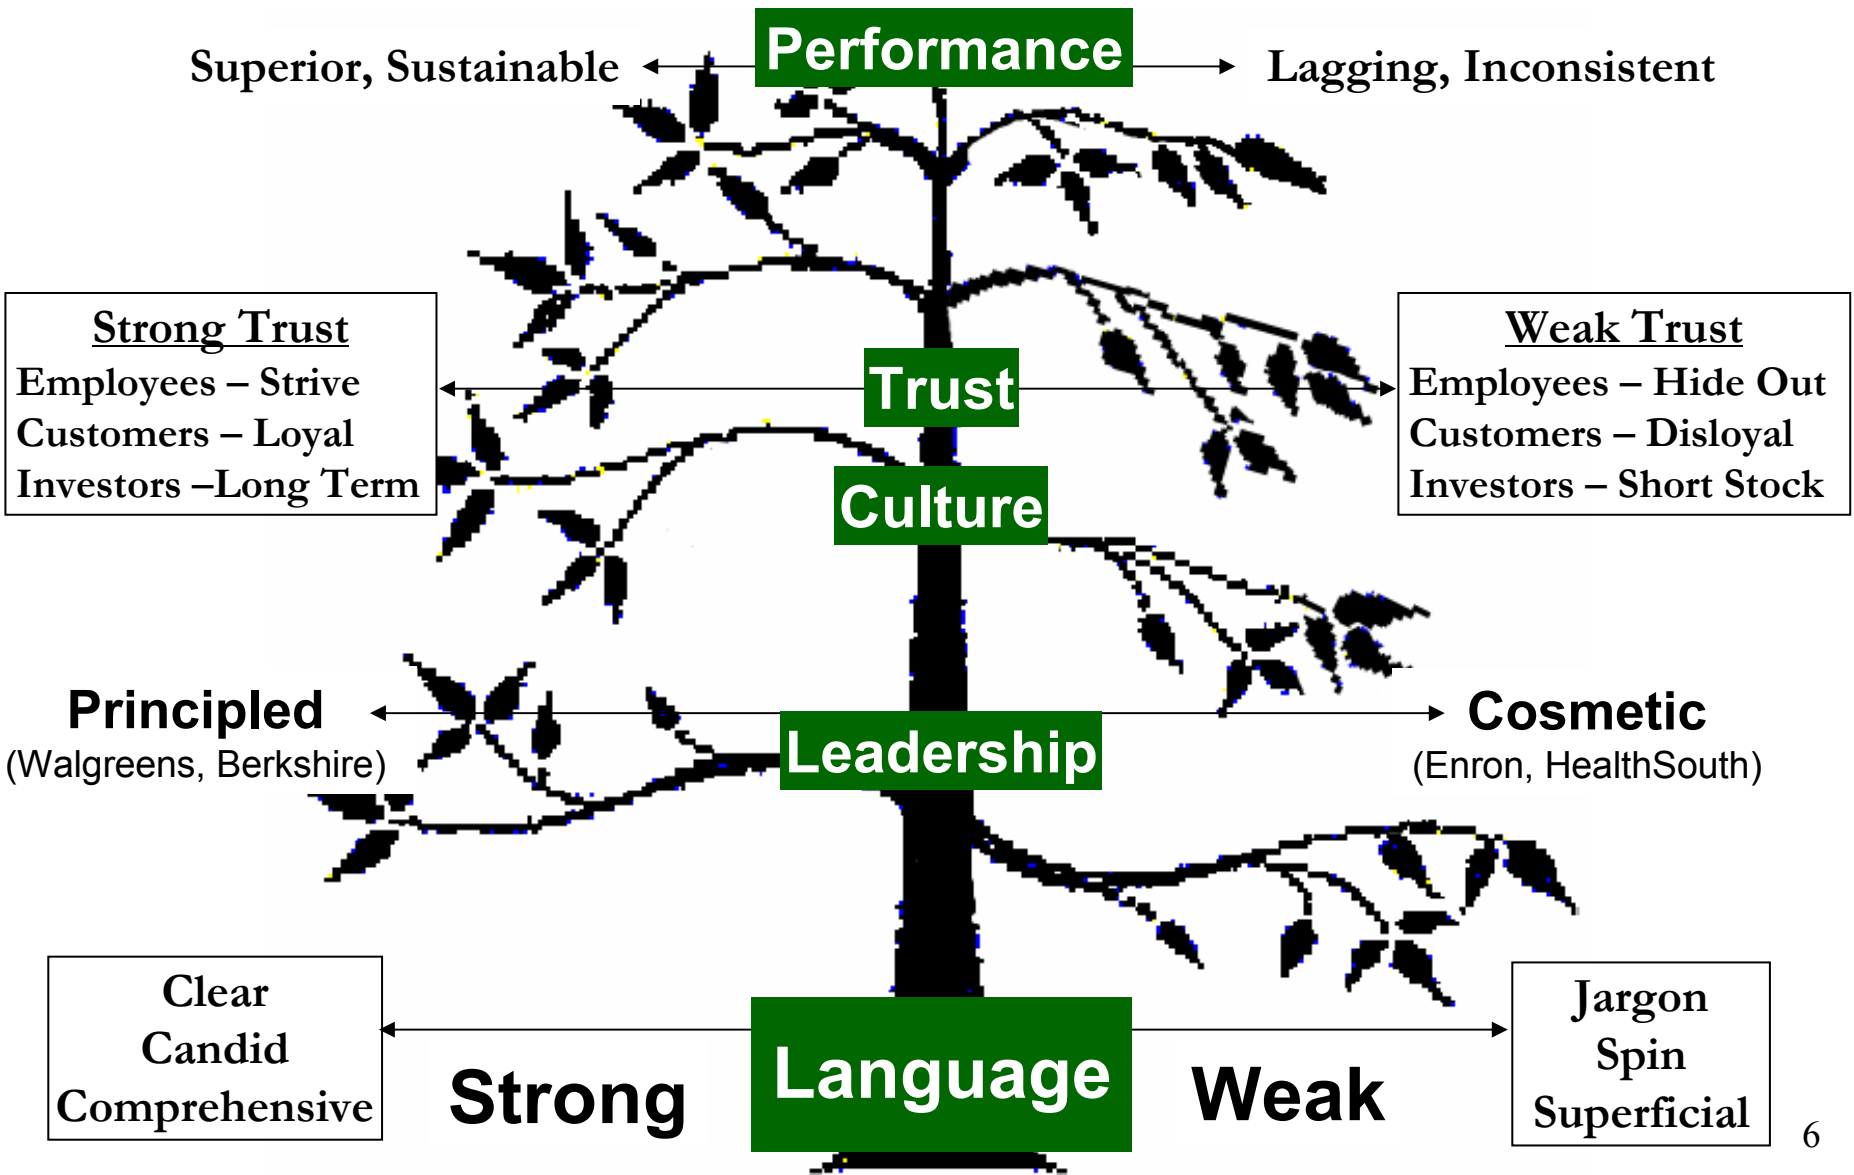 Performance
Superior, Sustainable
Lagging, Inconsistent
Strong Trust
Employees – Strive
Customers – Loyal
Investors –Long Term
Trust
Weak Trust
Employees – Hide Out
Customers – Disloyal
Investors – Short Stock
Culture
Principled
(Walgreens, Berkshire)
Leadership
Cosmetic
(Enron, HealthSouth)
Clear
Candid
Comprehensive
Strong
Language
Weak
Jargon
Spin
Superficial
6